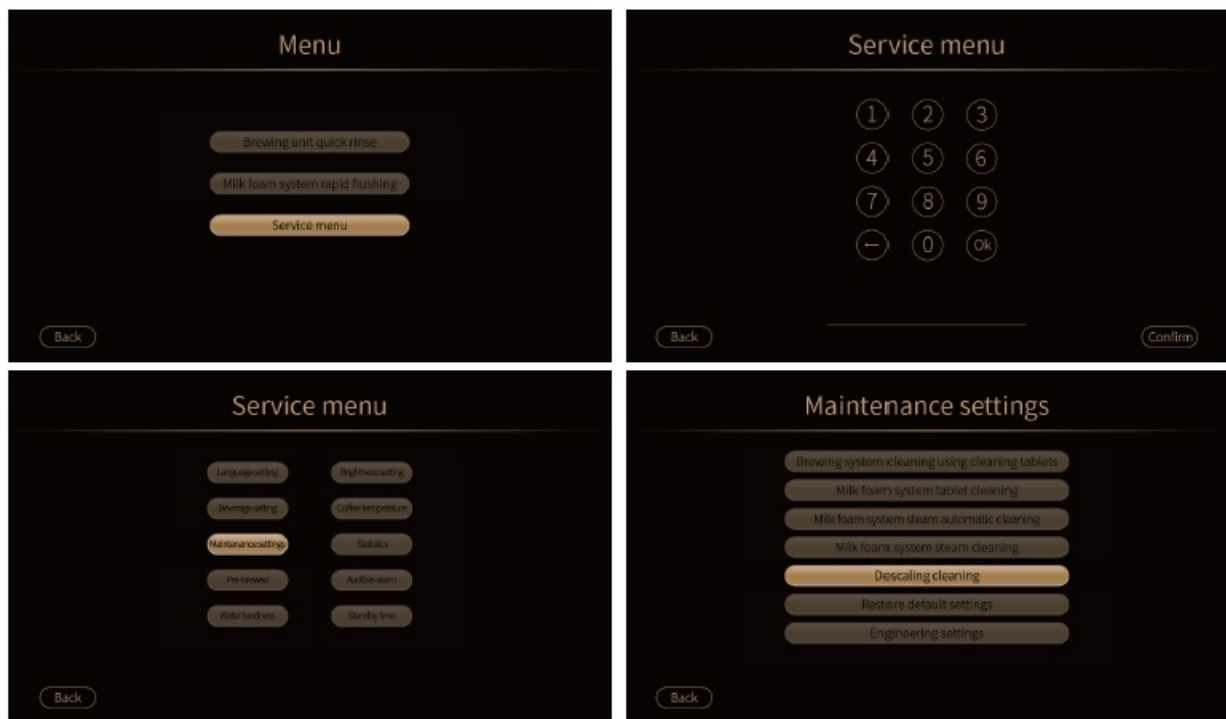 Menu
Brewing unit quick rinse
Milk foam system rapid flushing
Service menu
Back
Service menu
1 2 3
4 5 6
7 8 9
← 0 Ok
Back
Confirm
Service menu
Language setting Brightness setting
Beverage setting Coffee temperature
Maintenance settings Statistics
Pre-brewed Audible alarm
Water hardness Standby time
Back
Maintenance settings
Brewing system cleaning using cleaning tablets
Milk foam system tablet cleaning
Milk foam system steam automatic cleaning
Milk foam system steam cleaning
Descaling cleaning
Restore default settings
Engineering settings
Back